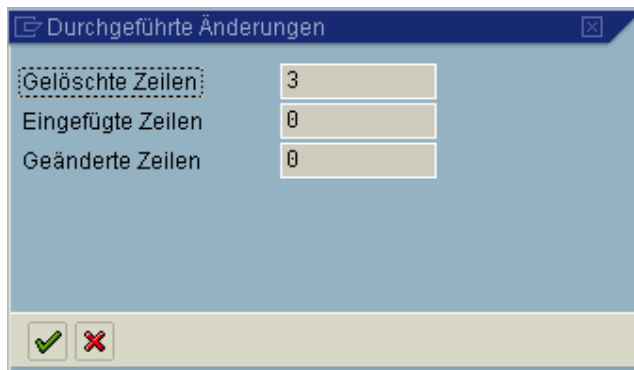 Durchgeführte Änderungen
Gelöschte Zeilen 3
Eingefügte Zeilen 0
Geänderte Zeilen 0